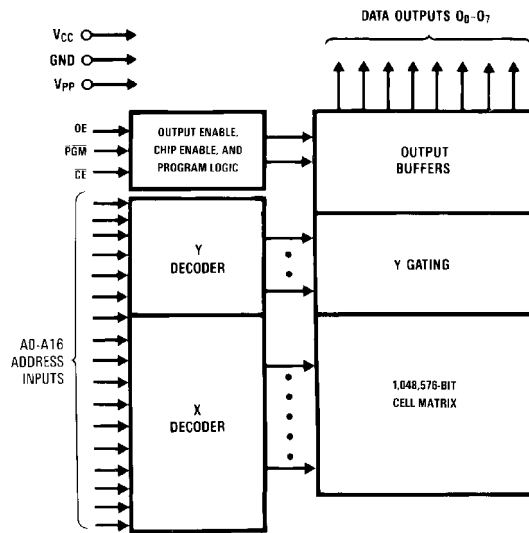 DATA OUTPUTS O0-O7
VCC
GND
VPP
OE
PGM
CE
OUTPUT ENABLE,
CHIP ENABLE, AND
PROGRAM LOGIC
OUTPUT
BUFFERS
Y
DECODER
Y GATING
A0-A16
ADDRESS
INPUTS
X
DECODER
1,048,576-BIT
CELL MATRIX